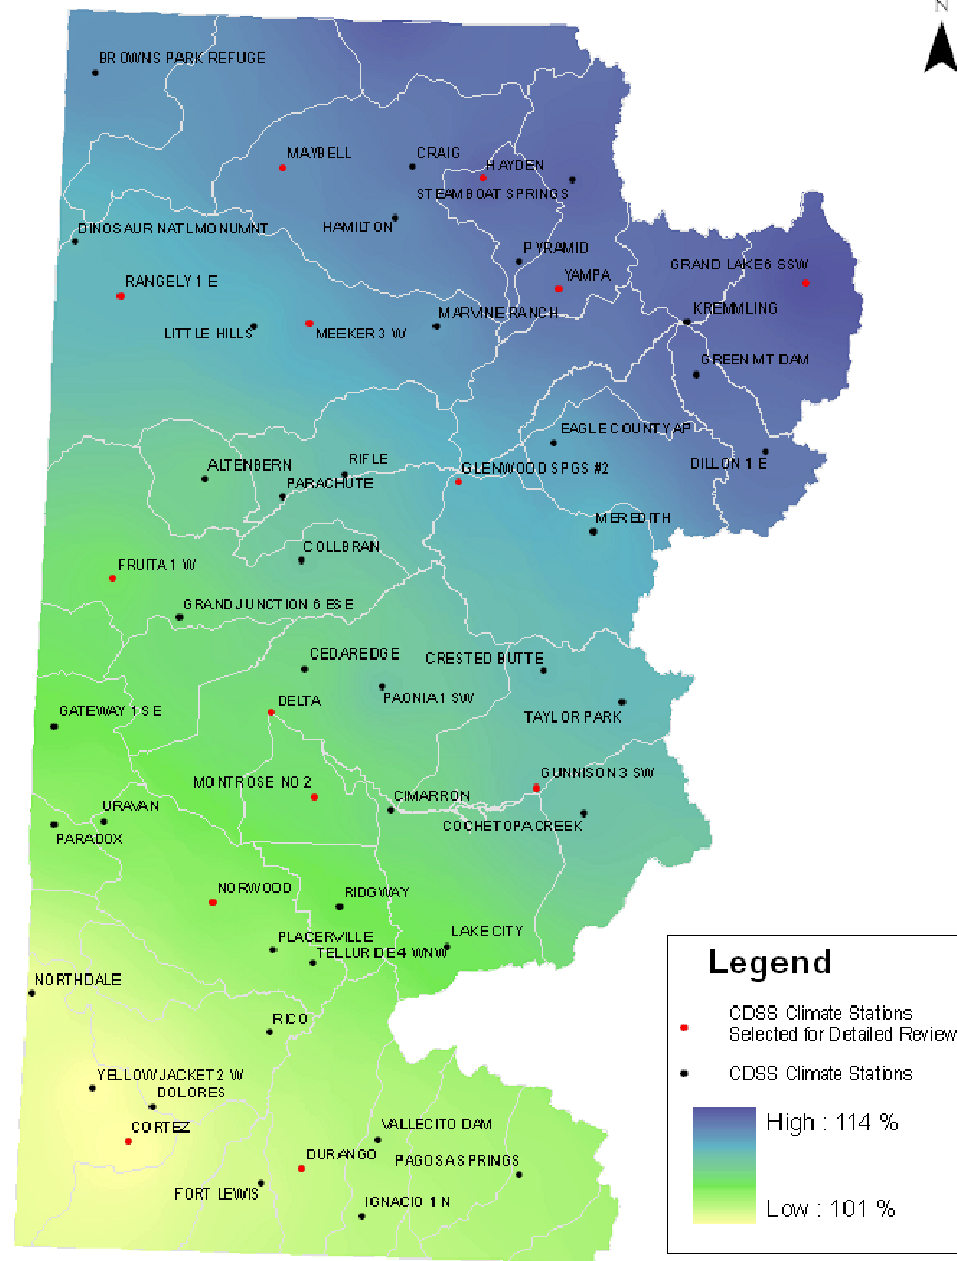 N
BROWNS PARK REFUGE
MAYBELL
CRAIG
HAYDEN
STEAMBOAT SPRINGS
HAMILTON
DINOSAUR NATL MONUMNT
PYRAMID
YAMPA
GRAND LAKE 6 SSW
RANGELY 1 E
KREMMLING
MARVINE RANCH
LITTLE HILLS
MEEKER 3 W
GREEN MT DAM
EAGLE COUNTY AP
DILLON 1 E
RIFLE
ALTENBERN
GLENWOOD SPGS #2
PARACHUTE
MEREDITH
COLLBRAN
FRUITA 1 W
GRAND JUNCTION 6 ESE
CEDAREDGE
CRESTED BUTTE
PAONIA 1 SW
DELTA
GATEWAY 1 SE
TAYLOR PARK
GUNNISON 3 SW
MONTROSE NO 2
CIMARRON
URAVAN
COCHETOPA CREEK
PARADOX
NORWOOD
RIDGWAY
LAKE CITY
PLACERVILLE
TELLURIDE 4 WNW
NORTHDALE
RICO
YELLOW JACKET 2 W
DOLORES
CORTEZ
VALLECITO DAM
DURANGO
PAGOSA SPRINGS
FORT LEWIS
IGNACIO 1 N
Legend
CDSS Climate Stations
Selected for Detailed Review
CDSS Climate Stations
High : 114 %
Low : 101 %